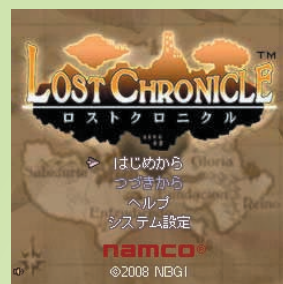 LOST CHRONICLE™
ロストクロニクル
はじめから
つづきから
ヘルプ
システム設定
namco
©2008 NBGI